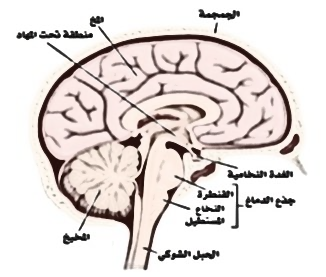 الجمجمة
المخ
منطقة تحت المهاد
الغدة النخامية
القنطرة
جذع الدماغ
النخاع
المستطيل
المخيخ
الحبل الشوكي